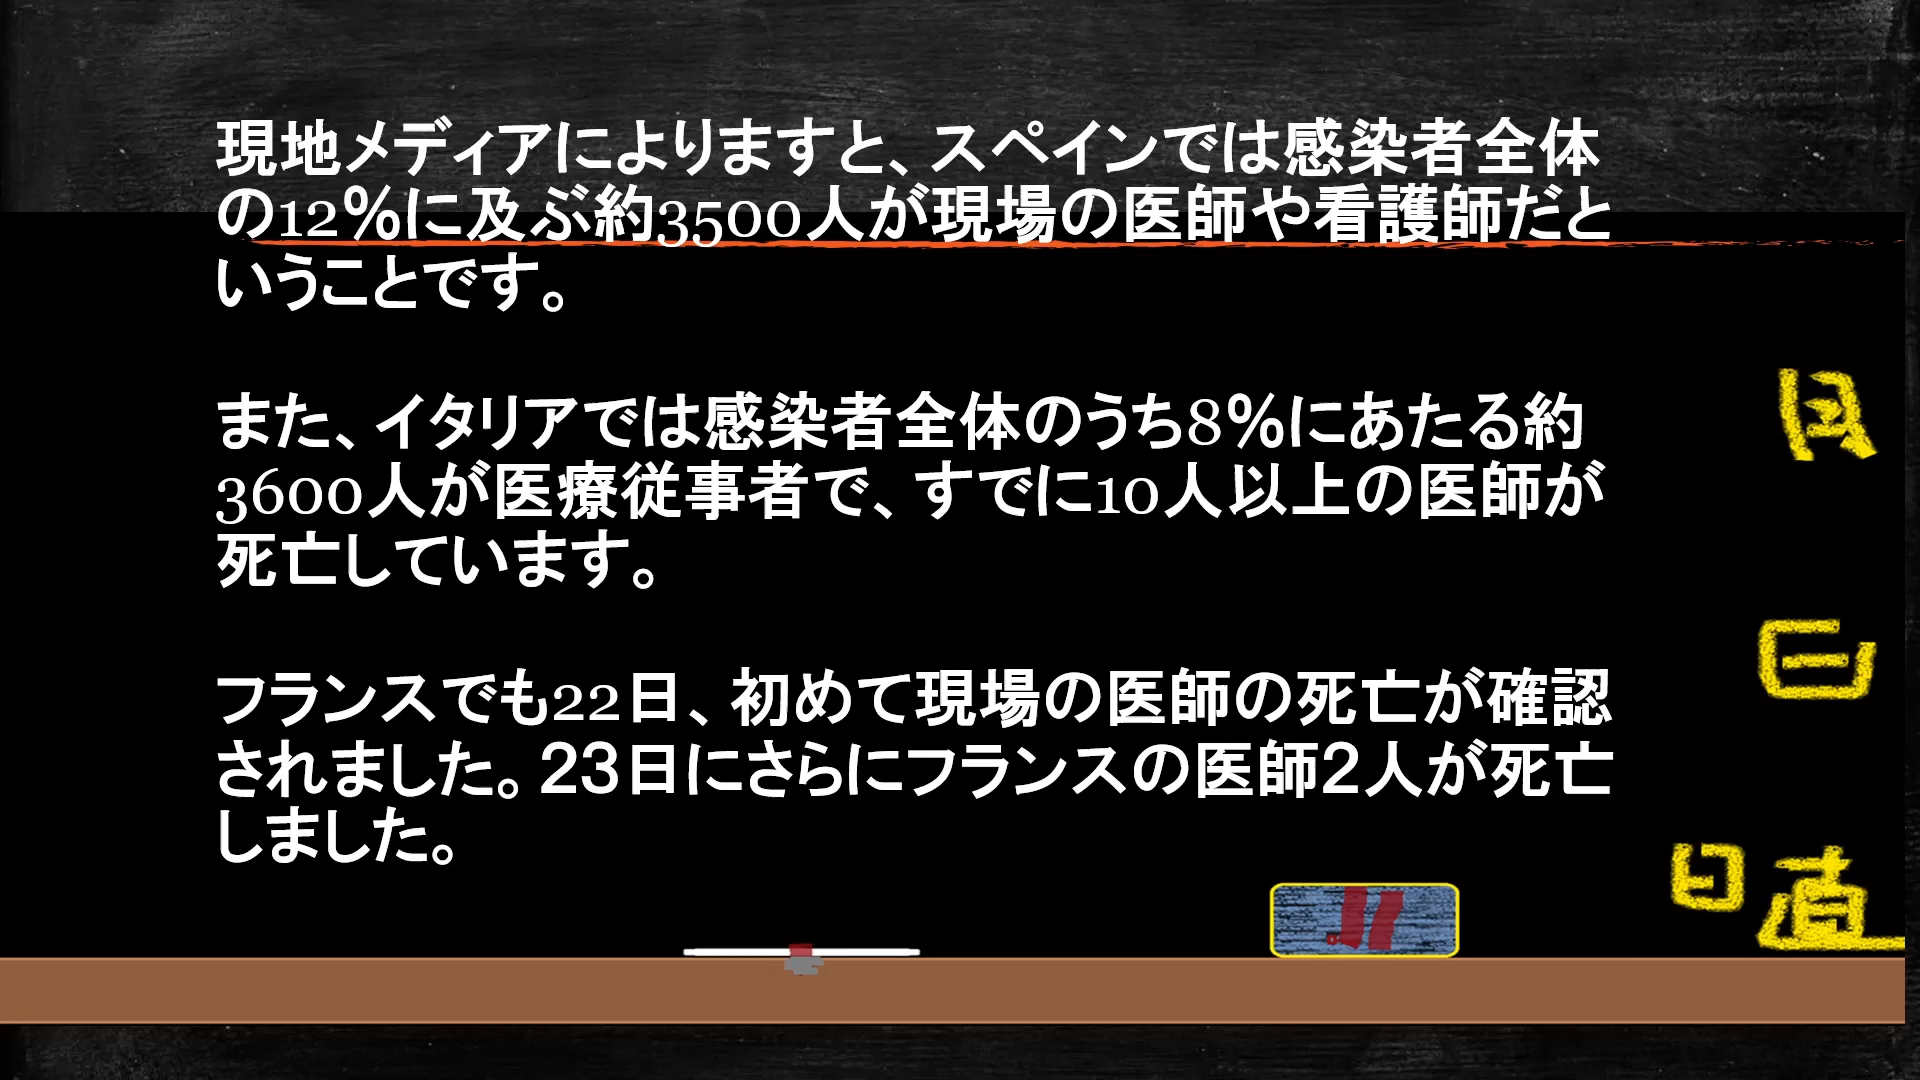 現地メディアによりますと、スペインでは感染者全体
の12％に及ぶ約3500人が現場の医師や看護師だと
いうことです。
また、イタリアでは感染者全体のうち8％にあたる約
3600人が医療従事者で、すでに10人以上の医師が
死亡しています。
フランスでも22日、初めて現場の医師の死亡が確認
されました。２３日にさらにフランスの医師２人が死亡
しました。
月
日
日直